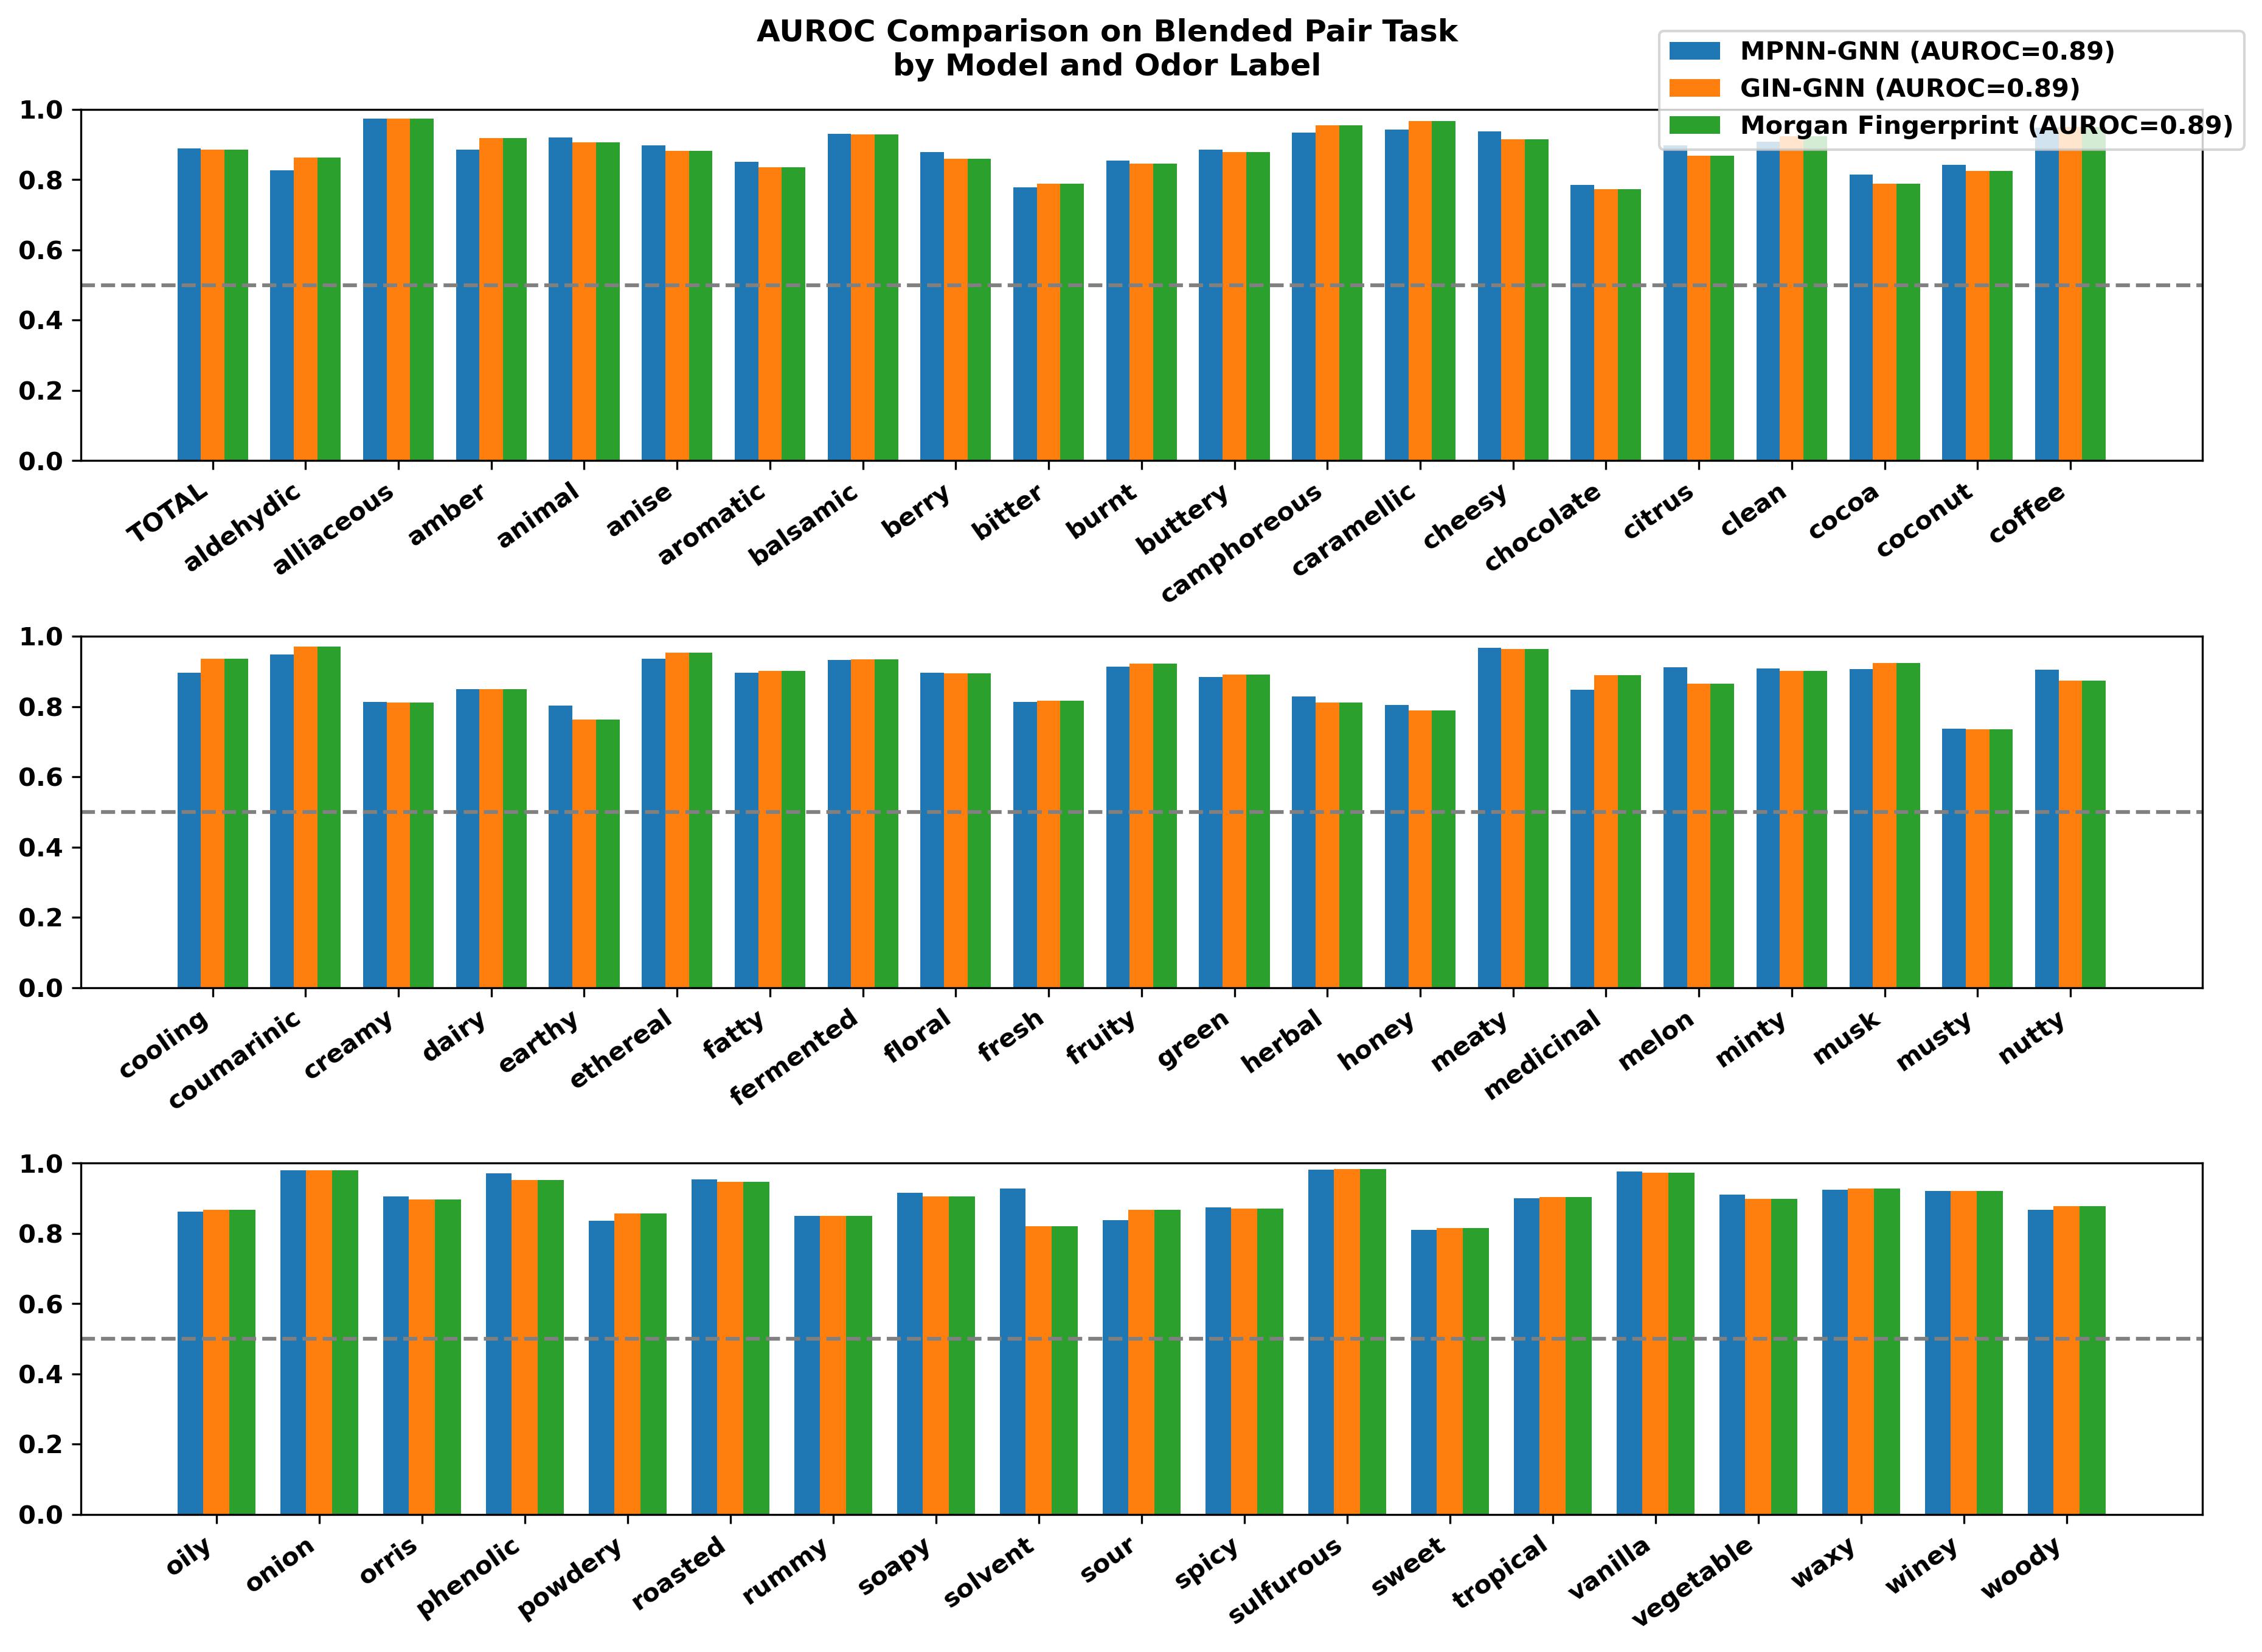 AUROC Comparison on Blended Pair Task
by Model and Odor Label
MPNN-GNN (AUROC=0.89)
GIN-GNN (AUROC=0.89)
Morgan Fingerprint (AUROC=0.89)
1.0
0.8
0.6
0.4
0.2
0.0
TOTAL
aldehydic
alliaceous
amber
animal
anise
aromatic
balsamic
berry
bitter
burnt
buttery
camphoreous
caramellic
cheesy
chocolate
citrus
clean
cocoa
coconut
coffee
1.0
0.8
0.6
0.4
0.2
0.0
cooling
coumarinic
creamy
dairy
earthy
ethereal
fatty
fermented
floral
fresh
fruity
green
herbal
honey
meaty
medicinal
melon
minty
musk
musty
nutty
1.0
0.8
0.6
0.4
0.2
0.0
oily
onion
orris
phenolic
powdery
roasted
rummy
soapy
solvent
sour
spicy
sulfurous
sweet
tropical
vanilla
vegetable
waxy
winey
woody